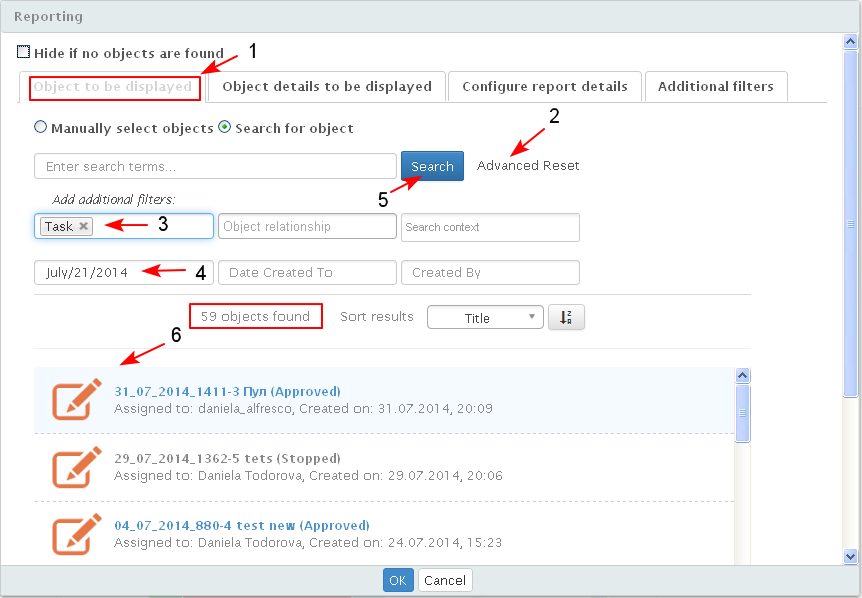 Reporting
Hide if no objects are found
1
Object to be displayed
Object details to be displayed
Configure report details
Additional filters
2
Manually select objects
Search for object
Enter search terms...
Search
Advanced Reset
5
Add additional filters:
Task ×
3
Object relationship
Search context
July/21/2014
4
Date Created To
Created By
59 objects found
Sort results
Title
A
Z
6
31_07_2014_1411-3 Пул (Approved)
Assigned to: daniela_alfresco, Created on: 31.07.2014, 20:09
29_07_2014_1362-5 tets (Stopped)
Assigned to: Daniela Todorova, Created on: 29.07.2014, 20:06
04_07_2014_880-4 test new (Approved)
Assigned to: Daniela Todorova, Created on: 24.07.2014, 15:23
OK
Cancel